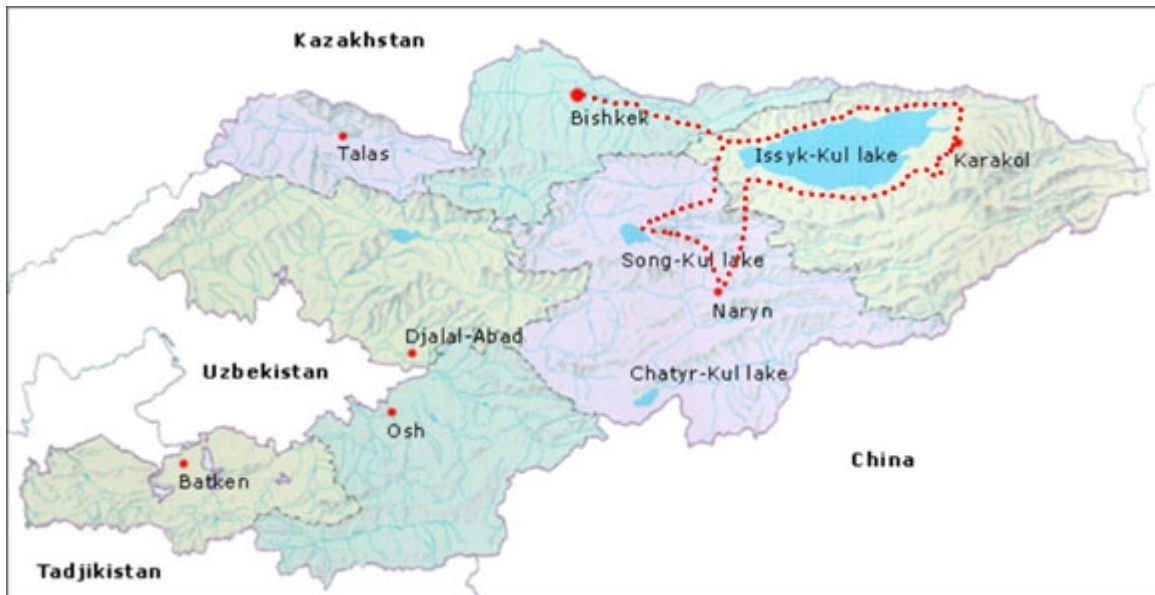 Kazakhstan
Bishkek
Talas
Issyk-Kul lake
Karakol
Song-Kul lake
Naryn
Djalal-Abad
Uzbekistan
Chatyr-Kul lake
Osh
China
Batken
Tadjikistan